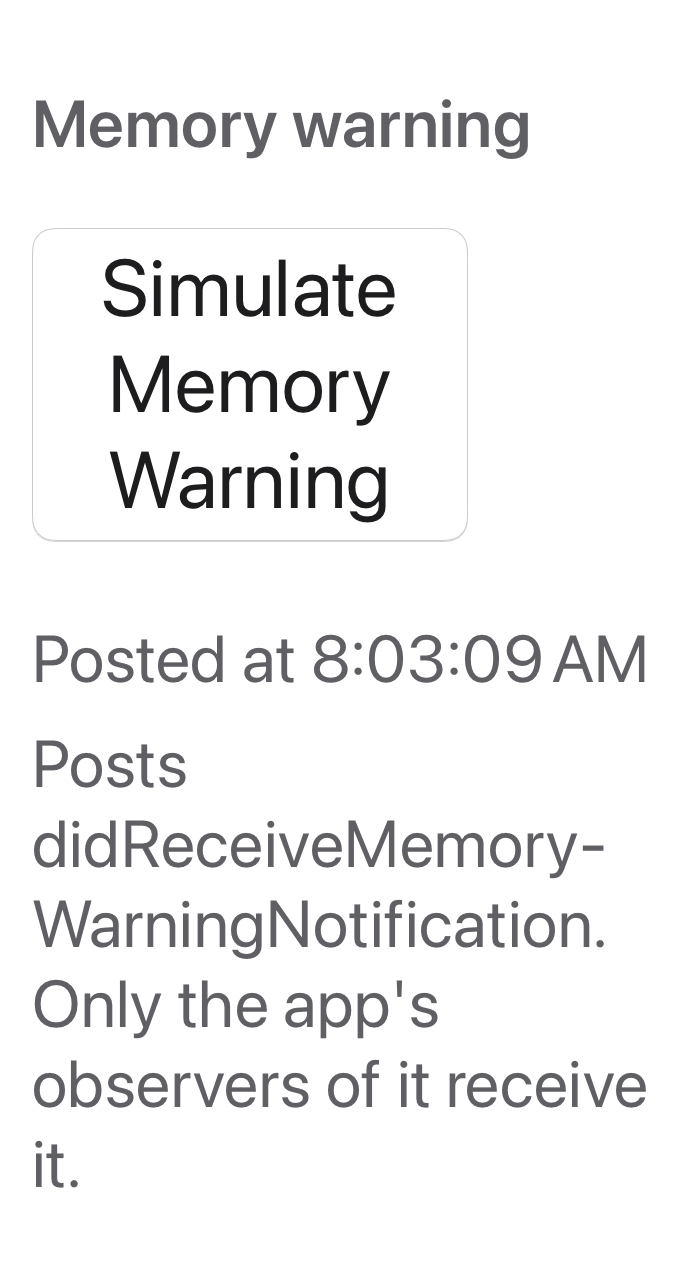 Memory warning
Simulate
Memory
Warning
Posted at 8:03:09 AM
Posts
didReceiveMemory-
WarningNotification.
Only the app's
observers of it receive
it.